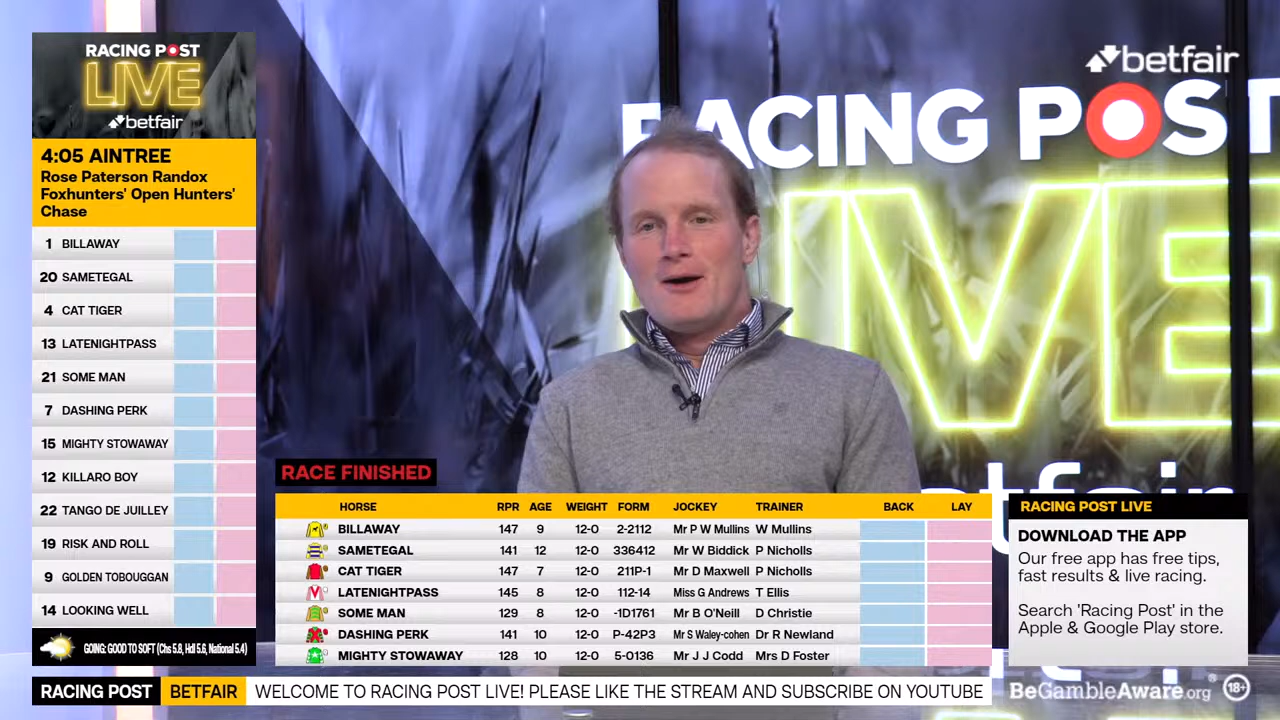 RACING POST
LIVE
betfair
4:05 AINTREE
Rose Paterson Randox
Foxhunters' Open Hunters'
Chase
1 BILLAWAY
20 SAMETEGAL
4 CAT TIGER
13 LATENIGHTPASS
21 SOME MAN
7 DASHING PERK
15 MIGHTY STOWAWAY
12 KILLARO BOY
22 TANGO DE JUILLEY
19 RISK AND ROLL
9 GOLDEN TOBOUGGAN
14 LOOKING WELL
GOING: GOOD TO SOFT (Chs 5.8, Hdl 5.6, National 5.4)
betfair
RACING POST
LIVE
betfair
RACE FINISHED
HORSE RPR AGE WEIGHT FORM JOCKEY TRAINER BACK LAY
BILLAWAY 147 9 12-0 2-2112 Mr P W Mullins W Mullins
SAMETEGAL 141 12 12-0 336412 Mr W Biddick P Nicholls
CAT TIGER 147 7 12-0 211P-1 Mr D Maxwell P Nicholls
LATENIGHTPASS 145 8 12-0 112-14 Miss G Andrews T Ellis
SOME MAN 129 8 12-0 -1D1761 Mr B O'Neill D Christie
DASHING PERK 141 10 12-0 P-42P3 Mr S Waley-cohen Dr R Newland
MIGHTY STOWAWAY 128 10 12-0 5-0136 Mr J J Codd Mrs D Foster
RACING POST LIVE
DOWNLOAD THE APP
Our free app has free tips,
fast results & live racing.
Search 'Racing Post' in the
Apple & Google Play store.
RACING POST BETFAIR WELCOME TO RACING POST LIVE! PLEASE LIKE THE STREAM AND SUBSCRIBE ON YOUTUBE
BeGambleAware.org® 18+